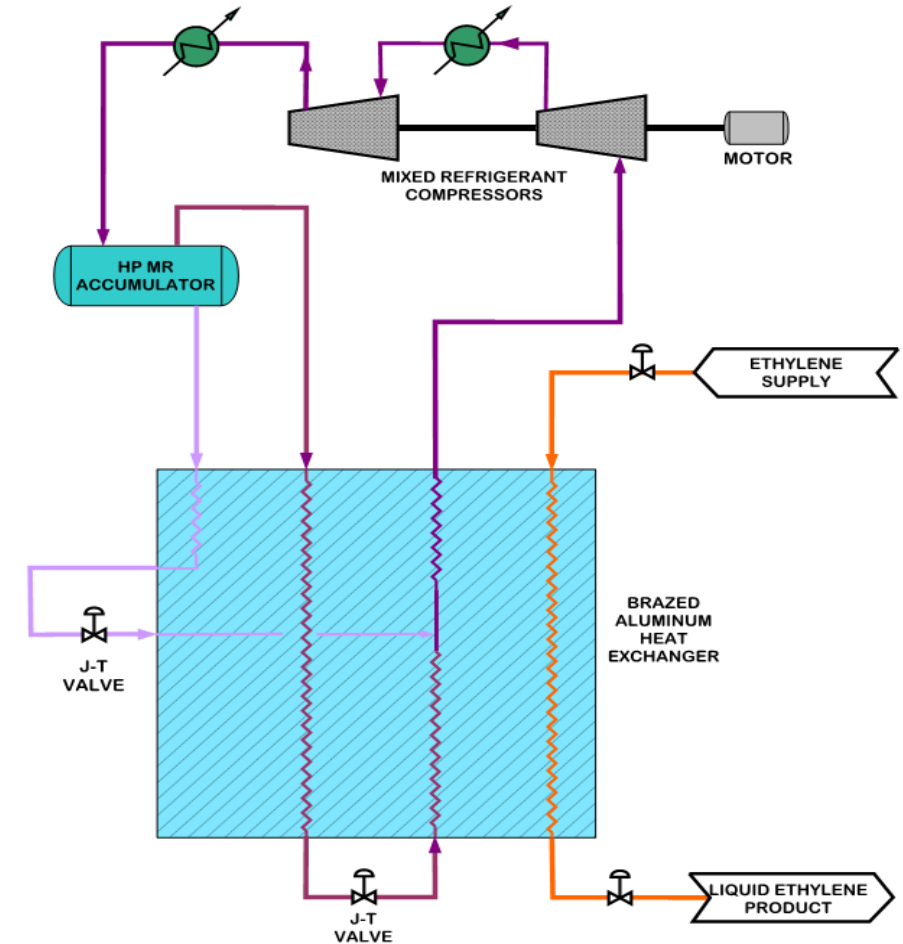 MOTOR
MIXED REFRIGERANT
COMPRESSORS
HP MR
ACCUMULATOR
ETHYLENE
SUPPLY
BRAZED
ALUMINUM
HEAT
EXCHANGER
J-T
VALVE
LIQUID ETHYLENE
PRODUCT
J-T
VALVE